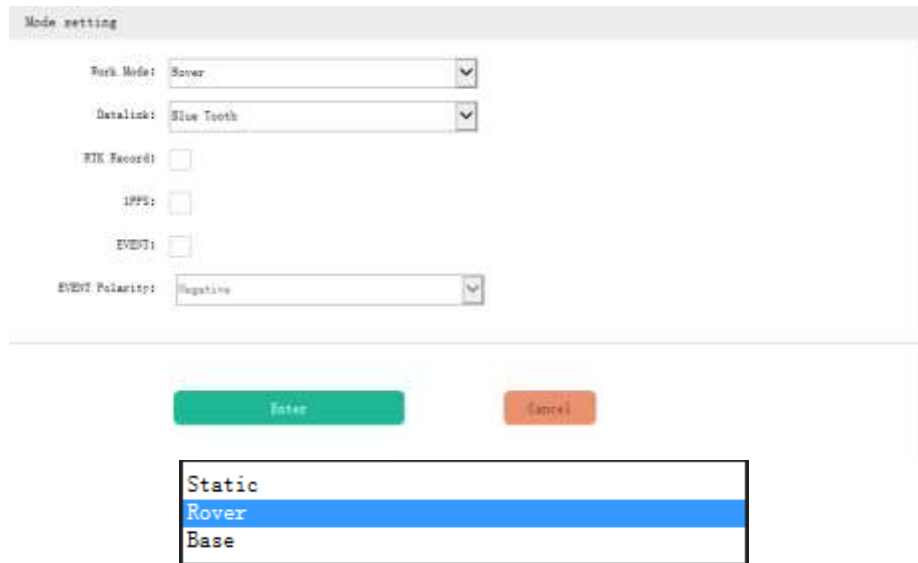 Mode setting
Work Mode: Rover
Datalink: Blue Tooth
RTK Record:
1PPS:
EVENT:
EVENT Polarity: Negative
Enter Cancel
Static
Rover
Base